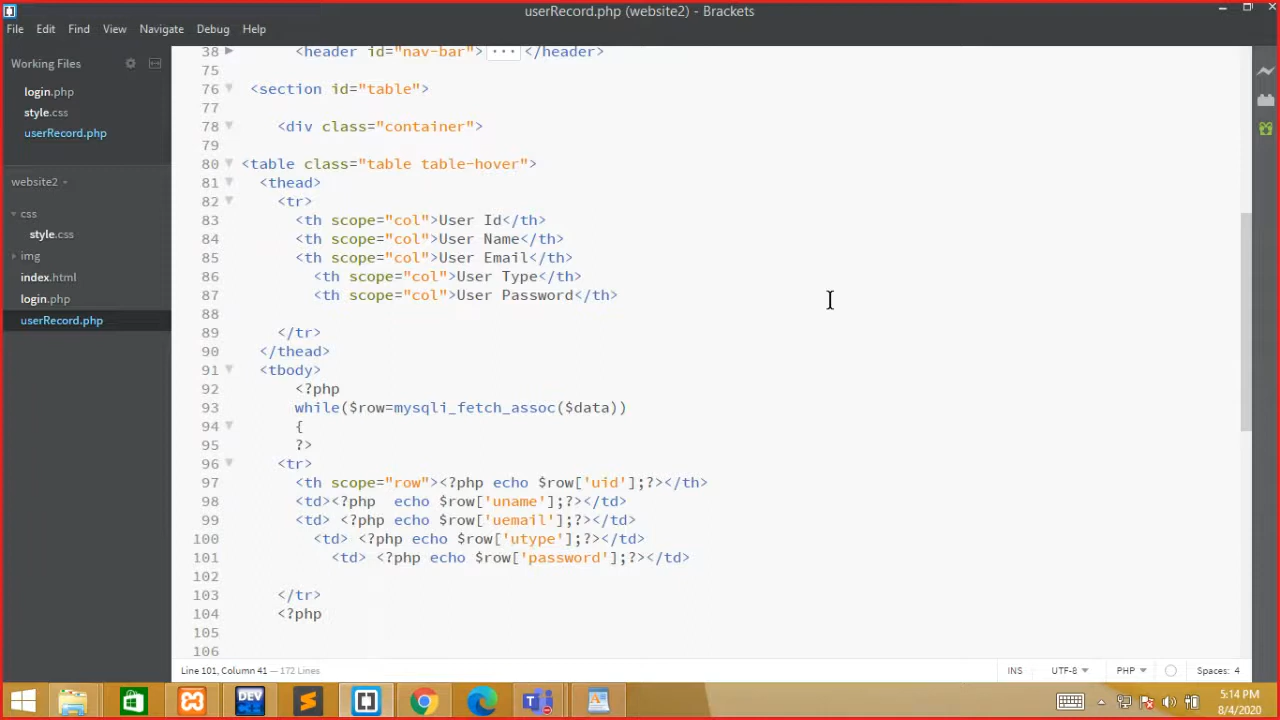 userRecord.php (website2) - Brackets
File Edit Find View Navigate Debug Help
Working Files
login.php
style.css
userRecord.php
website2
css
style.css
img
index.html
login.php
userRecord.php
38 <header id="nav-bar"> ··· </header>
75
76 <section id="table">
77
78 <div class="container">
79
80 <table class="table table-hover">
81 <thead>
82 <tr>
83 <th scope="col">User Id</th>
84 <th scope="col">User Name</th>
85 <th scope="col">User Email</th>
86 <th scope="col">User Type</th>
87 <th scope="col">User Password</th>
88
89 </tr>
90 </thead>
91 <tbody>
92 <?php
93 while($row=mysqli_fetch_assoc($data))
94 {
95 ?>
96 <tr>
97 <th scope="row"><?php echo $row['uid'];?></th>
98 <td><?php  echo $row['uname'];?></td>
99 <td> <?php echo $row['uemail'];?></td>
100 <td> <?php echo $row['utype'];?></td>
101 <td> <?php echo $row['password'];?></td>
102
103 </tr>
104 <?php
105
106
Line 101, Column 41 — 172 Lines
INS UTF-8 PHP Spaces: 4
DEV
5:14 PM
8/4/2020